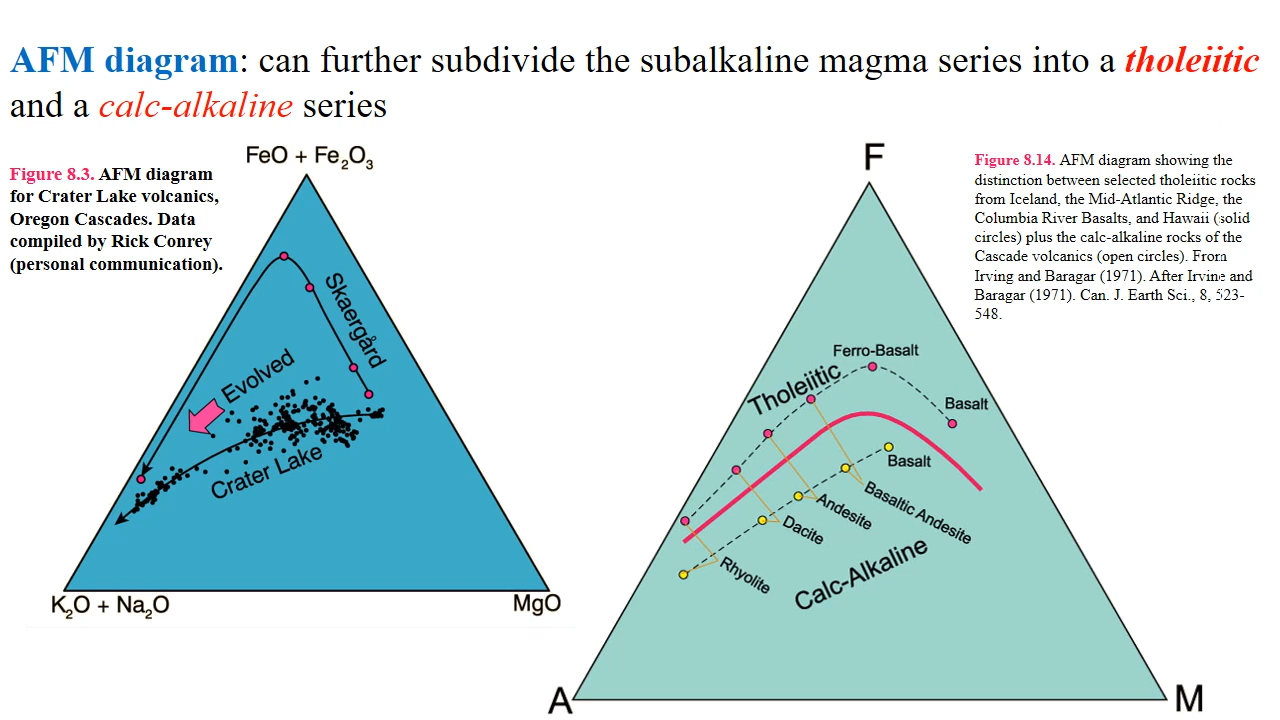 AFM diagram: can further subdivide the subalkaline magma series into a tholeiitic
and a calc-alkaline series
Figure 8.3. AFM diagram
for Crater Lake volcanics,
Oregon Cascades. Data
compiled by Rick Conrey
(personal communication).
FeO + Fe₂O₃
Skaergård
Evolved
Crater Lake
K₂O + Na₂O
MgO
Figure 8.14. AFM diagram showing the
distinction between selected tholeiitic rocks
from Iceland, the Mid-Atlantic Ridge, the
Columbia River Basalts, and Hawaii (solid
circles) plus the calc-alkaline rocks of the
Cascade volcanics (open circles). From
Irving and Baragar (1971). After Irvine and
Baragar (1971). Can. J. Earth Sci., 8, 523-
548.
F
Ferro-Basalt
Tholeiitic
Basalt
Basalt
Basaltic Andesite
Andesite
Dacite
Rhyolite
Calc-Alkaline
A
M